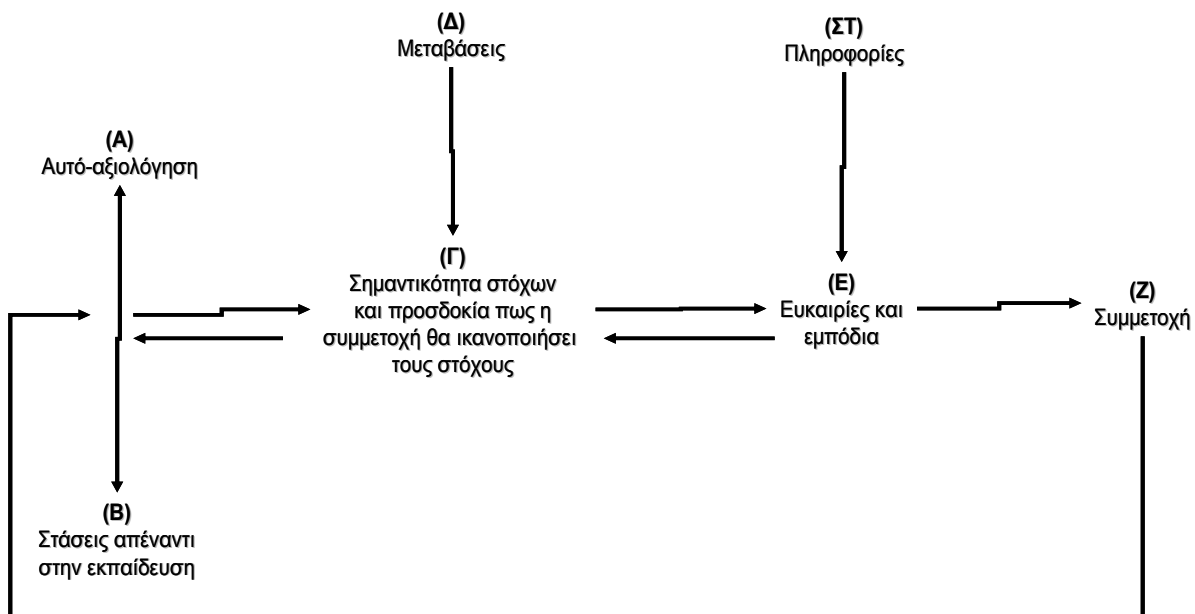 (Δ)
Μεταβάσεις
(ΣΤ)
Πληροφορίες
(Α)
Αυτό-αξιολόγηση
(Γ)
Σημαντικότητα στόχων
και προσδοκία πως η
συμμετοχή θα ικανοποιήσει
τους στόχους
(Ε)
Ευκαιρίες και
εμπόδια
(Ζ)
Συμμετοχή
(Β)
Στάσεις απέναντι
στην εκπαίδευση